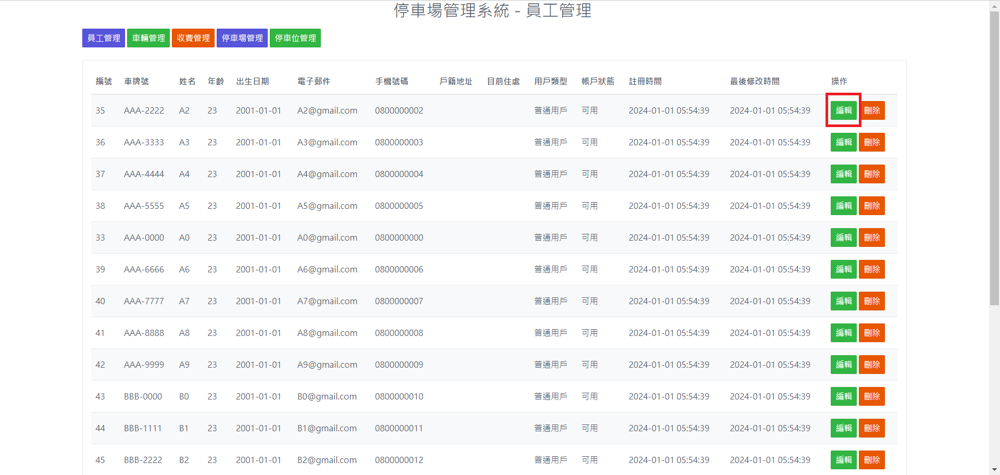 停車場管理系統 - 員工管理
員工管理 車輛管理 收費管理 停車場管理 停車位管理
編號 車牌號 姓名 年齡 出生日期 電子郵件 手機號碼 戶籍地址 目前住處 用戶類型 帳戶狀態 註冊時間 最後修改時間 操作
35 AAA-2222 A2 23 2001-01-01 A2@gmail.com 0800000002 普通用戶 可用 2024-01-01 05:54:39 2024-01-01 05:54:39 編輯 刪除
36 AAA-3333 A3 23 2001-01-01 A3@gmail.com 0800000003 普通用戶 可用 2024-01-01 05:54:39 2024-01-01 05:54:39 編輯 刪除
37 AAA-4444 A4 23 2001-01-01 A4@gmail.com 0800000004 普通用戶 可用 2024-01-01 05:54:39 2024-01-01 05:54:39 編輯 刪除
38 AAA-5555 A5 23 2001-01-01 A5@gmail.com 0800000005 普通用戶 可用 2024-01-01 05:54:39 2024-01-01 05:54:39 編輯 刪除
33 AAA-0000 A0 23 2001-01-01 A0@gmail.com 0800000000 普通用戶 可用 2024-01-01 05:54:39 2024-01-01 05:54:39 編輯 刪除
39 AAA-6666 A6 23 2001-01-01 A6@gmail.com 0800000006 普通用戶 可用 2024-01-01 05:54:39 2024-01-01 05:54:39 編輯 刪除
40 AAA-7777 A7 23 2001-01-01 A7@gmail.com 0800000007 普通用戶 可用 2024-01-01 05:54:39 2024-01-01 05:54:39 編輯 刪除
41 AAA-8888 A8 23 2001-01-01 A8@gmail.com 0800000008 普通用戶 可用 2024-01-01 05:54:39 2024-01-01 05:54:39 編輯 刪除
42 AAA-9999 A9 23 2001-01-01 A9@gmail.com 0800000009 普通用戶 可用 2024-01-01 05:54:39 2024-01-01 05:54:39 編輯 刪除
43 BBB-0000 B0 23 2001-01-01 B0@gmail.com 0800000010 普通用戶 可用 2024-01-01 05:54:39 2024-01-01 05:54:39 編輯 刪除
44 BBB-1111 B1 23 2001-01-01 B1@gmail.com 0800000011 普通用戶 可用 2024-01-01 05:54:39 2024-01-01 05:54:39 編輯 刪除
45 BBB-2222 B2 23 2001-01-01 B2@gmail.com 0800000012 普通用戶 可用 2024-01-01 05:54:39 2024-01-01 05:54:39 編輯 刪除